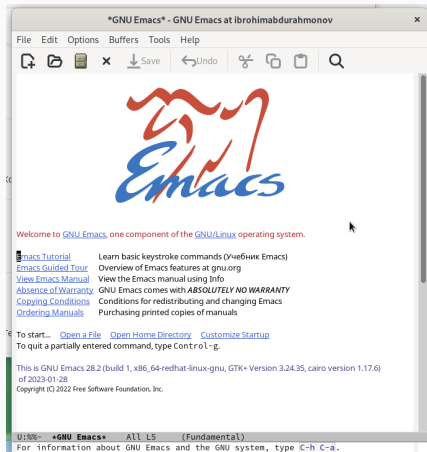 *GNU Emacs* - GNU Emacs at ibrohimabdurahmonov
File Edit Options Buffers Tools Help
Save Undo
Emacs
Welcome to GNU Emacs, one component of the GNU/Linux operating system.
Emacs Tutorial Learn basic keystroke commands (Учебник Emacs)
Emacs Guided Tour Overview of Emacs features at gnu.org
View Emacs Manual View the Emacs manual using Info
Absence of Warranty GNU Emacs comes with ABSOLUTELY NO WARRANTY
Copying Conditions Conditions for redistributing and changing Emacs
Ordering Manuals Purchasing printed copies of manuals
To start... Open a File Open Home Directory Customize Startup
To quit a partially entered command, type Control-g.
This is GNU Emacs 28.2 (build 1, x86_64-redhat-linux-gnu, GTK+ Version 3.24.35, cairo version 1.17.6)
of 2023-01-28
Copyright (C) 2022 Free Software Foundation, Inc.
U:%%- *GNU Emacs* All L5 (Fundamental)
For information about GNU Emacs and the GNU system, type C-h C-a.